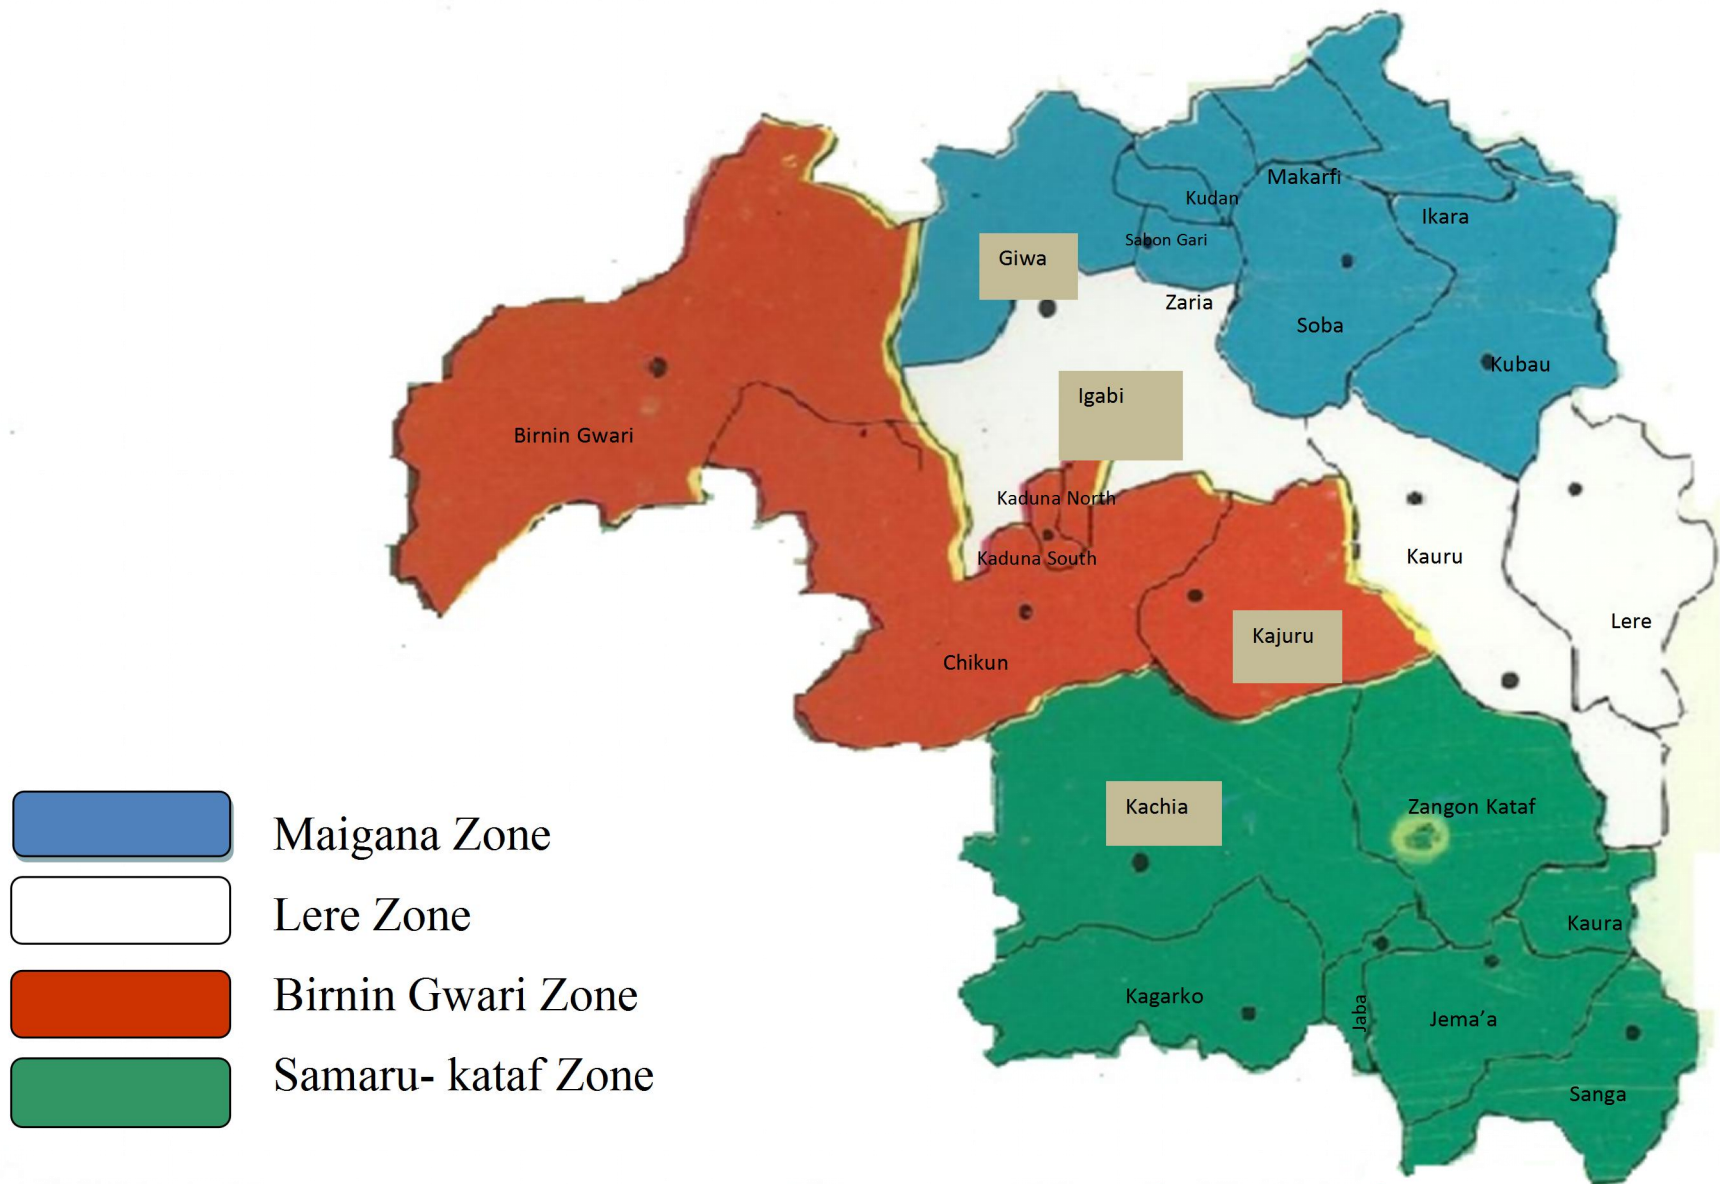 Makarfi
Kudan
Ikara
Sabon Gari
Giwa
Zaria
Soba
Kubau
Igabi
Birnin Gwari
Kaduna North
Kaduna South
Kauru
Lere
Kajuru
Chikun
Kachia
Zangon Kataf
Kaura
Kagarko
Jaba
Jema’a
Sanga
Maigana Zone
Lere Zone
Birnin Gwari Zone
Samaru- kataf Zone